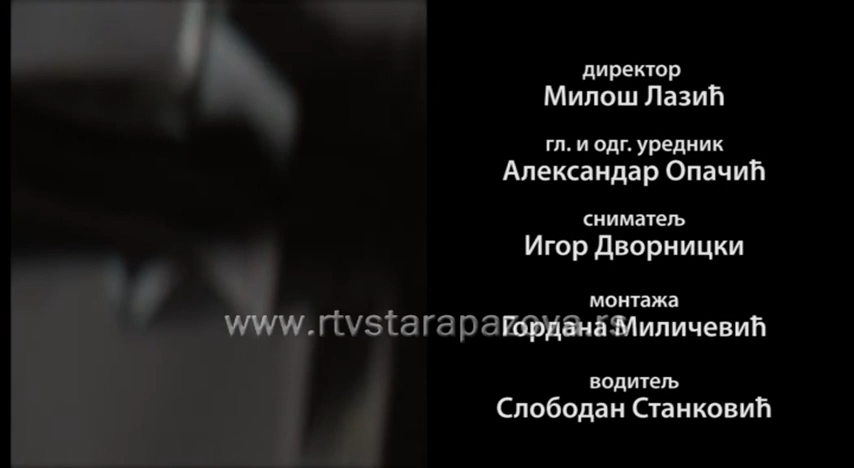 директор
Милош Лазић
гл. и одг. уредник
Александар Опачић
сниматељ
Игор Дворницки
www.rtvstarapazova.rs
монтажа
Гордана Миличевић
водитељ
Слободан Станковић